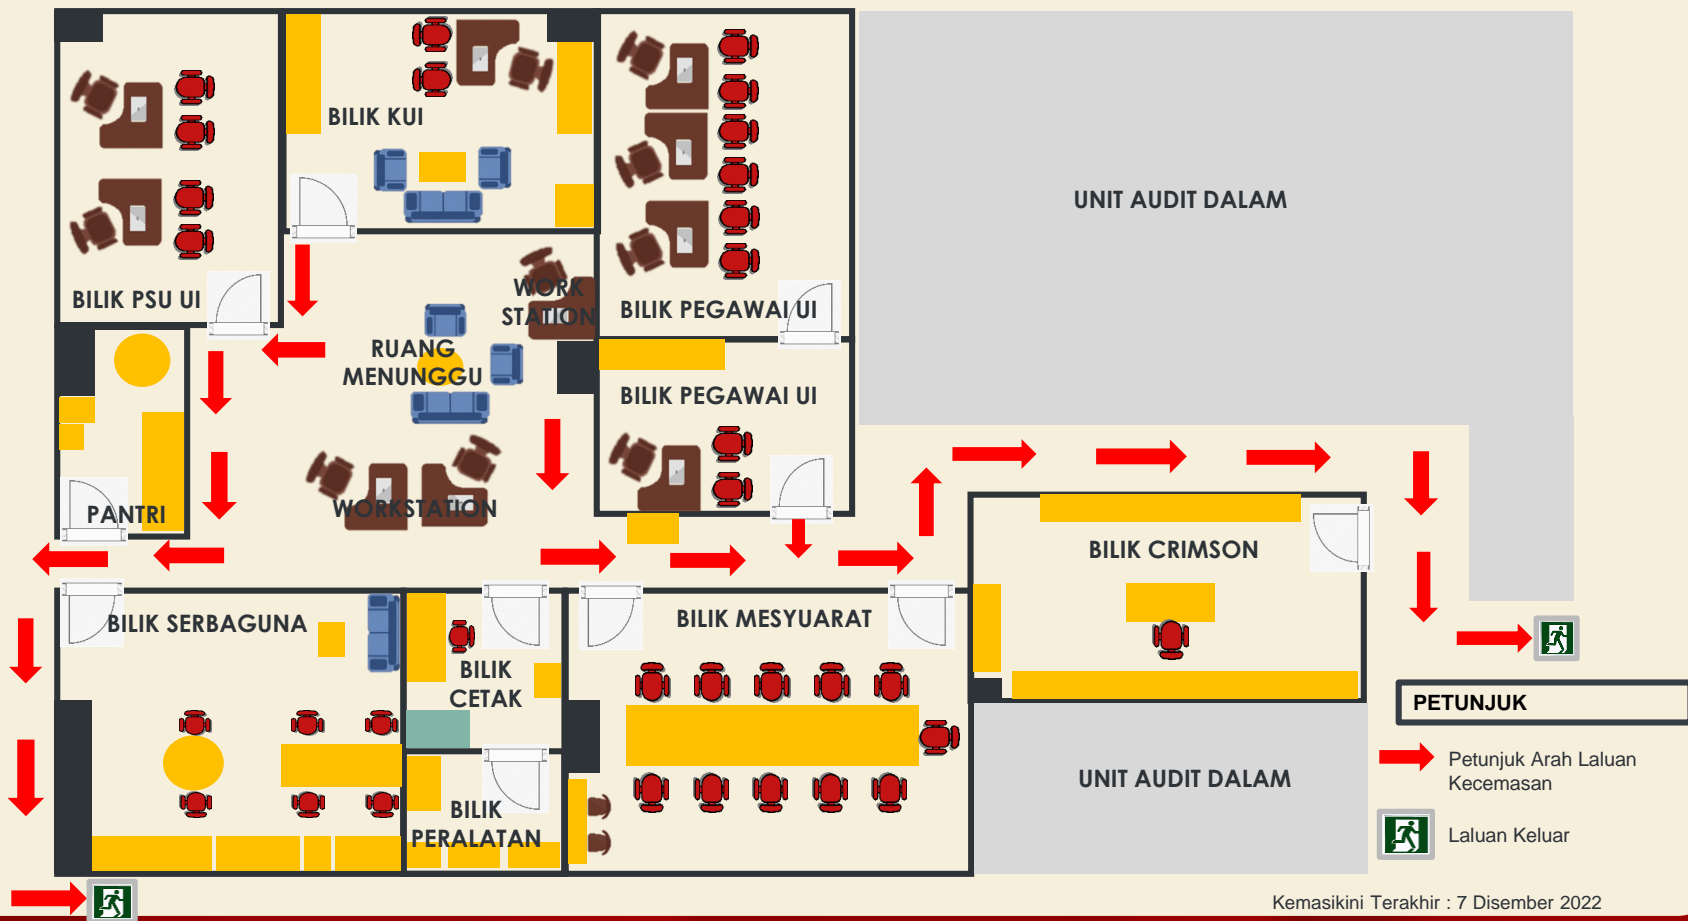 BILIK KUI
UNIT AUDIT DALAM
BILIK PSU UI
WORK
STATION
BILIK PEGAWAI UI
RUANG
MENUNGGU
BILIK PEGAWAI UI
PANTRI
WORKSTATION
BILIK CRIMSON
BILIK SERBAGUNA
BILIK
CETAK
BILIK MESYUARAT
BILIK
PERALATAN
UNIT AUDIT DALAM
PETUNJUK
Petunjuk Arah Laluan
Kecemasan
Laluan Keluar
Kemasikini Terakhir : 7 Disember 2022